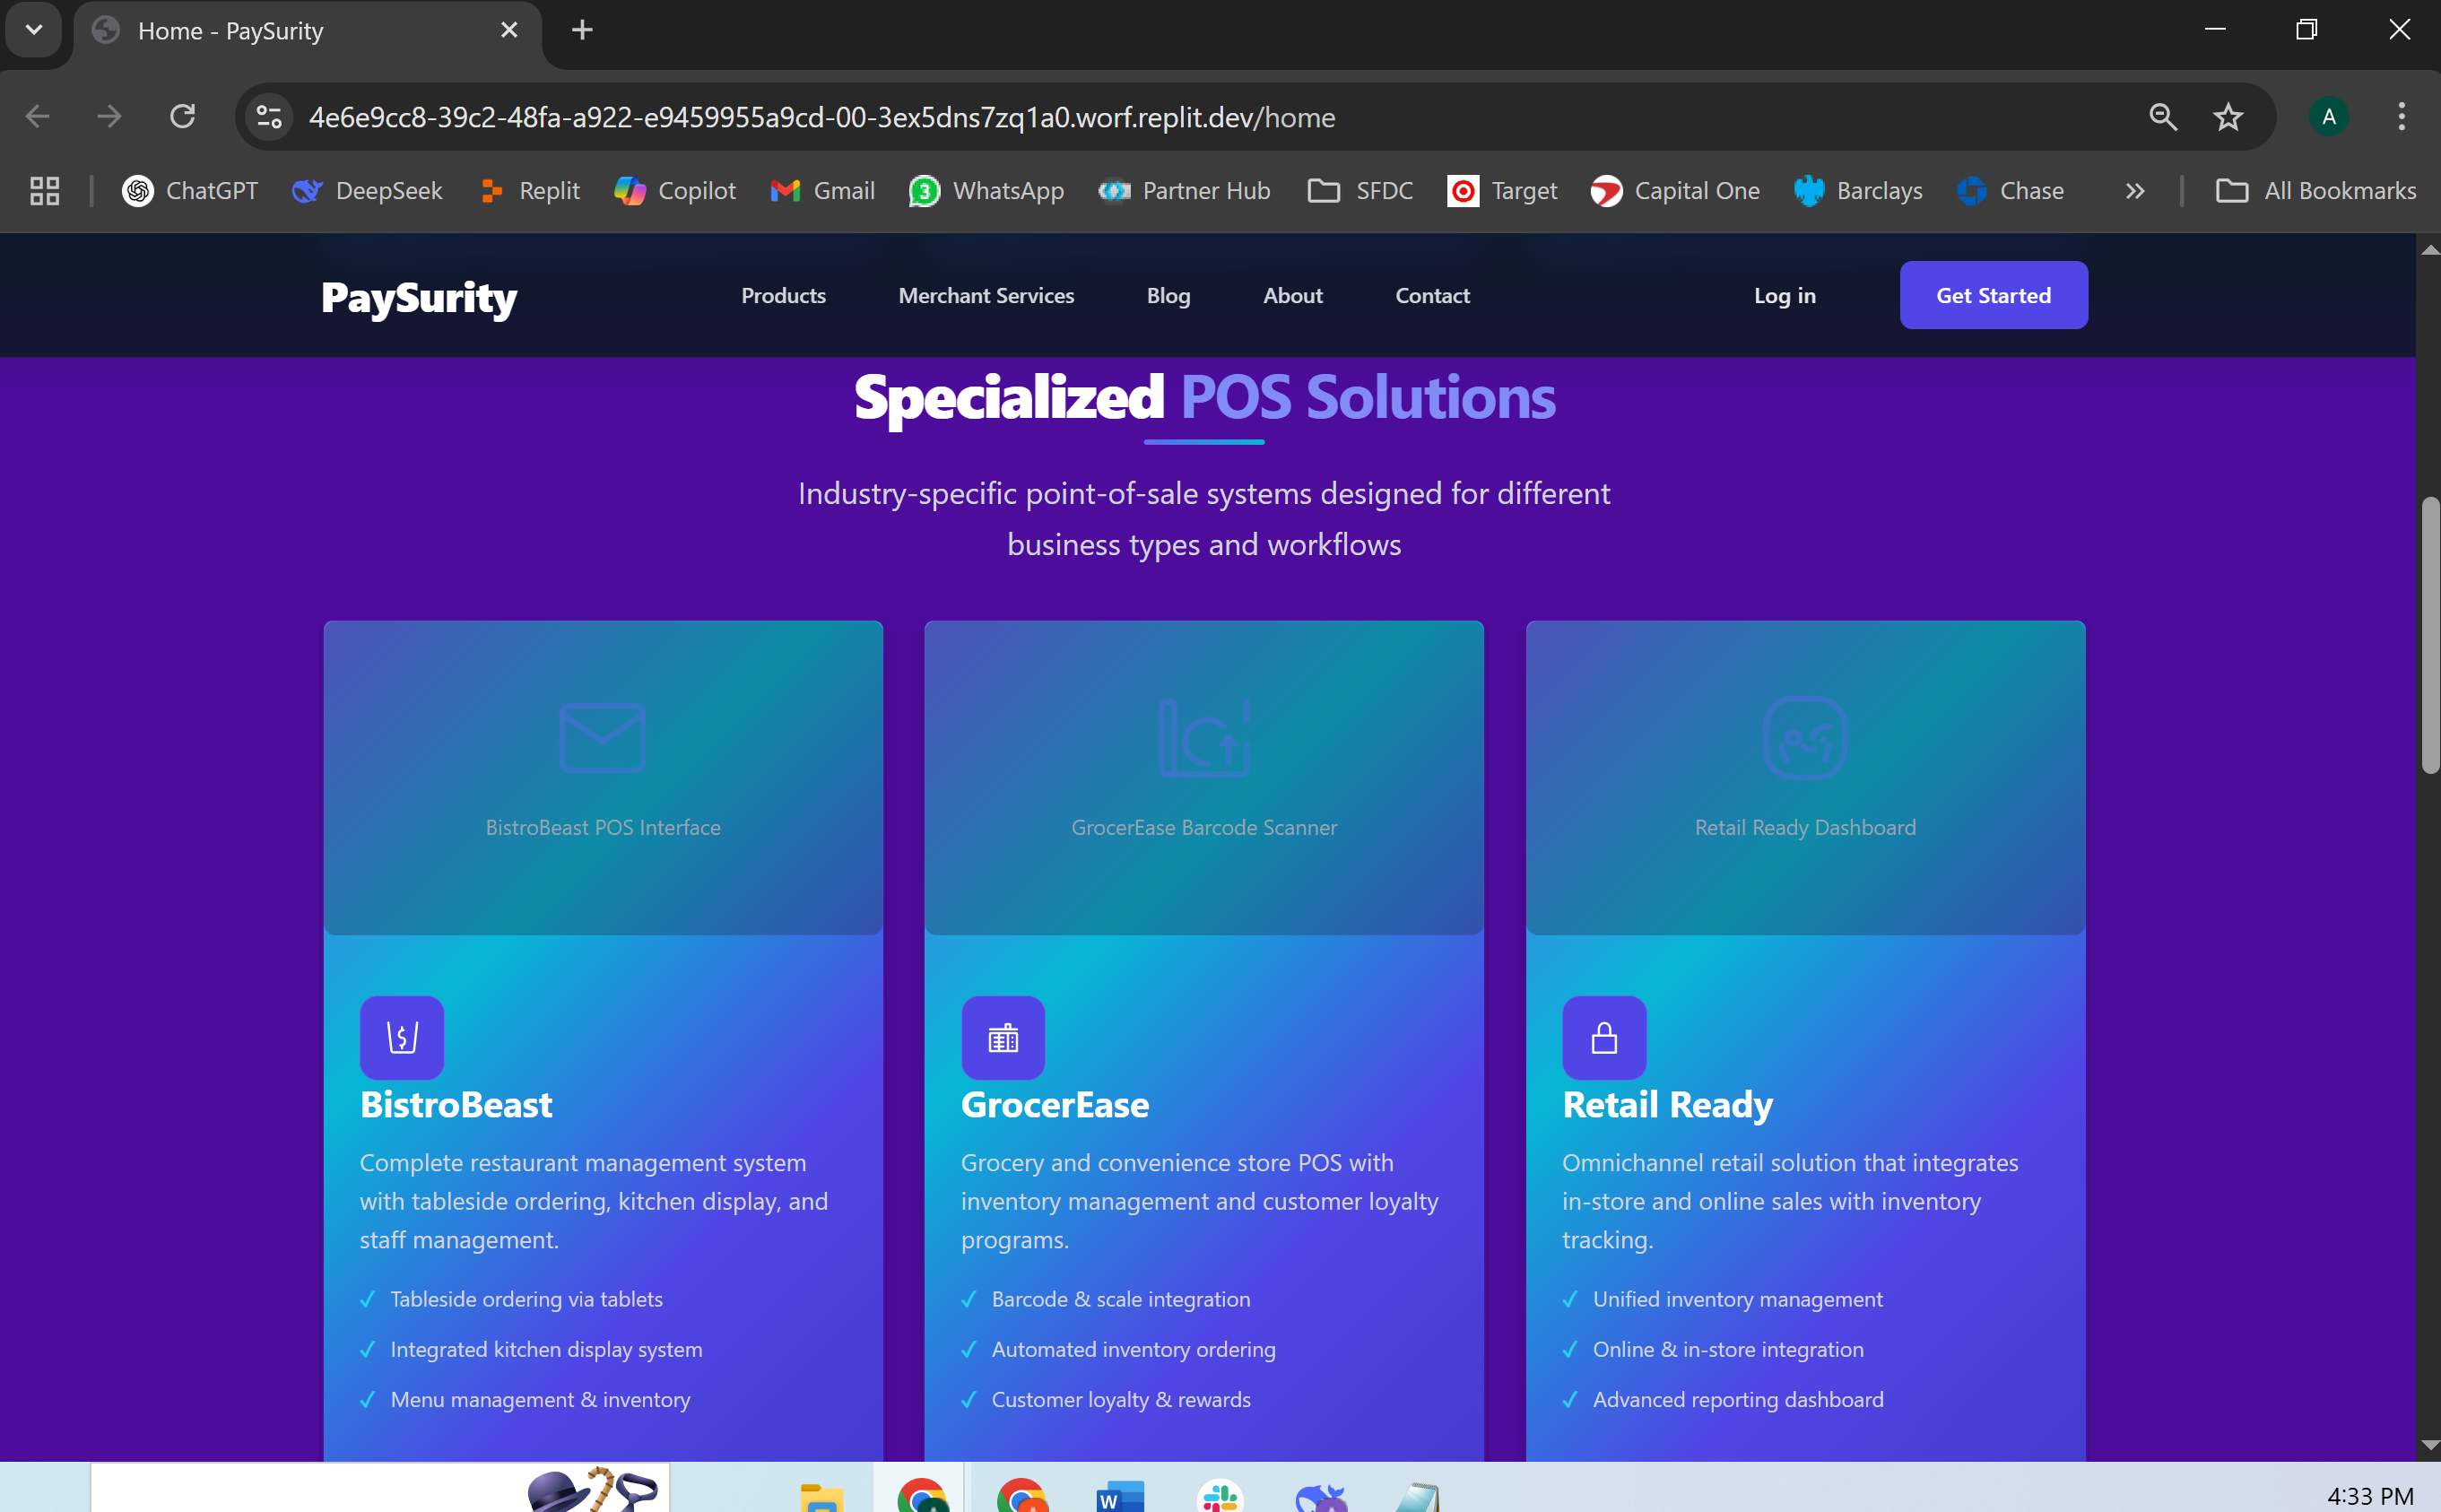 Home - PaySurity
4e6e9cc8-39c2-48fa-a922-e9459955a9cd-00-3ex5dns7zq1a0.worf.replit.dev/home
A
ChatGPT
DeepSeek
Replit
Copilot
Gmail
3
WhatsApp
Partner Hub
SFDC
Target
Capital One
Barclays
Chase
All Bookmarks
PaySurity
Products
Merchant Services
Blog
About
Contact
Log in
Get Started
Specialized POS Solutions
Industry-specific point-of-sale systems designed for different
business types and workflows
BistroBeast POS Interface
GrocerEase Barcode Scanner
Retail Ready Dashboard
$
BistroBeast
Complete restaurant management system
with tableside ordering, kitchen display, and
staff management.
✓ Tableside ordering via tablets
✓ Integrated kitchen display system
✓ Menu management & inventory
GrocerEase
Grocery and convenience store POS with
inventory management and customer loyalty
programs.
✓ Barcode & scale integration
✓ Automated inventory ordering
✓ Customer loyalty & rewards
Retail Ready
Omnichannel retail solution that integrates
in-store and online sales with inventory
tracking.
✓ Unified inventory management
✓ Online & in-store integration
✓ Advanced reporting dashboard
W
4:33 PM